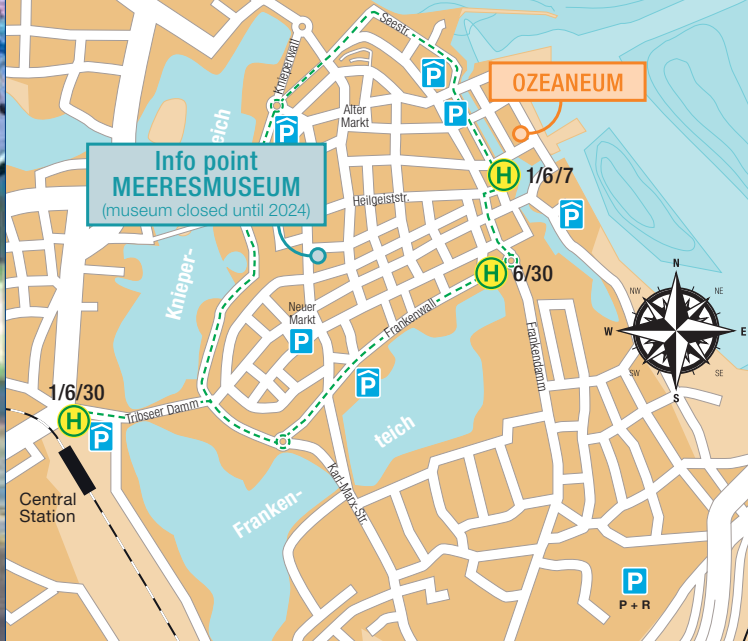 Seestr.
Knieperwall
P
OZEANEUM
Alter
Markt
P
P
teich
Info point
MEERESMUSEUM
(museum closed until 2024)
H 1/6/7
Heilgeiststr.
P
Knieper-
H 6/30
N
NW NE
W E
SW SE
S
Neuer
Markt
P
Frankenwall
Frankendamm
P
1/6/30
H
Tribseer Damm
P
teich
Karl-Marx-Str.
Central
Station
Franken-
P
P + R